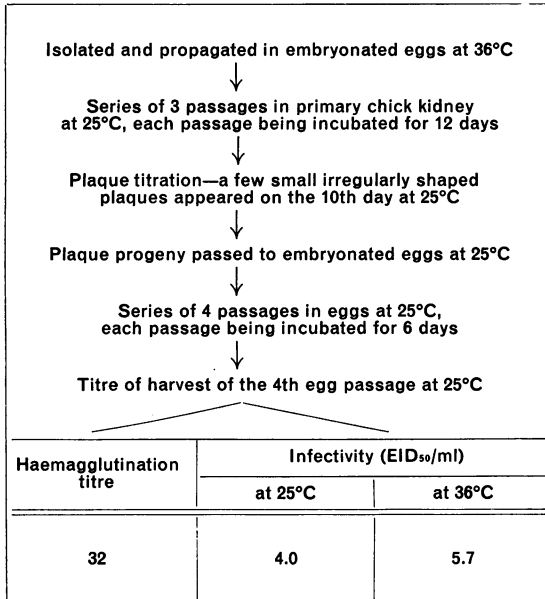 Isolated and propagated in embryonated eggs at 36°C
Series of 3 passages in primary chick kidney
at 25°C, each passage being incubated for 12 days
Plaque titration—a few small irregularly shaped
plaques appeared on the 10th day at 25°C
Plaque progeny passed to embryonated eggs at 25°C
Series of 4 passages in eggs at 25°C,
each passage being incubated for 6 days
Titre of harvest of the 4th egg passage at 25°C
Haemagglutination
titre
Infectivity (EID₅₀/ml)
at 25°C
at 36°C
32
4.0
5.7